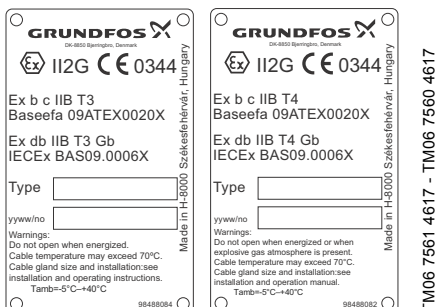 GRUNDFOS
DK-8850 Bjerringbro, Denmark
Ex II2G CE 0344
Ex b c IIB T3
Baseefa 09ATEX0020X
Ex db IIB T3 Gb
IECEx BAS09.0006X
Type
yyww/no
Warnings:
Do not open when energized.
Cable temperature may exceed 70°C.
Cable gland size and installation:see
installation and operating instructions.
Tamb=-5°C–+40°C
98488084
Made in H-8000 Székesfehérvár, Hungary
GRUNDFOS
DK-8850 Bjerringbro, Denmark
Ex II2G CE 0344
Ex b c IIB T4
Baseefa 09ATEX0020X
Ex db IIB T4 Gb
IECEx BAS09.0006X
Type
yyww/no
Warnings:
Do not open when energized or when
explosive gas atmosphere is present.
Cable temperature may exceed 70°C.
Cable gland size and installation:see
installation and operation manual.
Tamb=-5°C–+40°C
98488082
Made in H-8000 Székesfehérvár, Hungary
TM06 7561 4617 - TM06 7560 4617